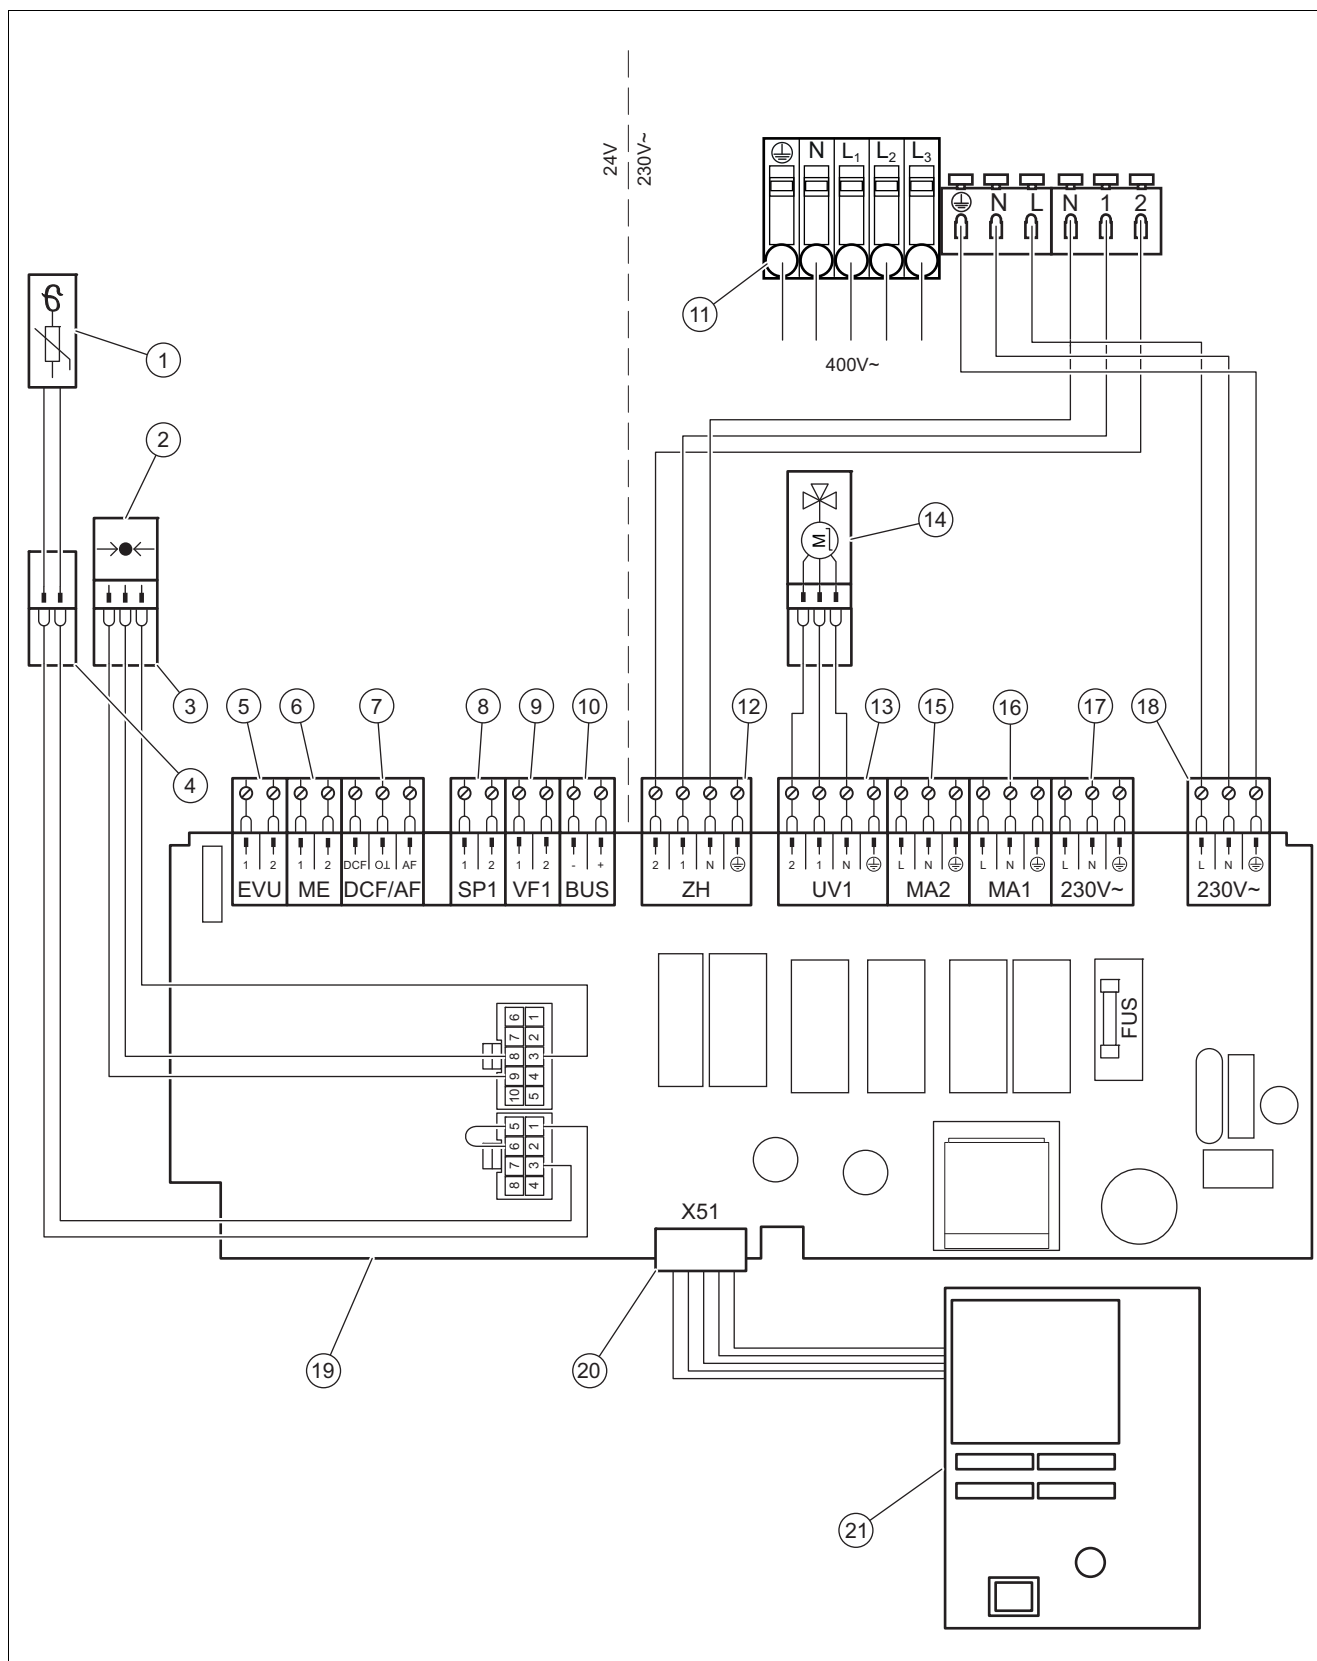 24V
230V~
N L₁ L₂ L₃
N L N 1 2
11
400V~
1
2
14
3
4
5 6 7 8 9 10 12 13 15 16 17 18
M
1 2 1 2 DCF O⊥ AF 1 2 1 2 - + 2 1 N 2 1 N L N L N L N L N
EVU ME DCF/AF SP1 VF1 BUS ZH UV1 MA2 MA1 230V~ 230V~
6 1
7 2
8 3
9 4
10 5
FUS
5 1
6 2
7 3
8 4
X51
19
20
21